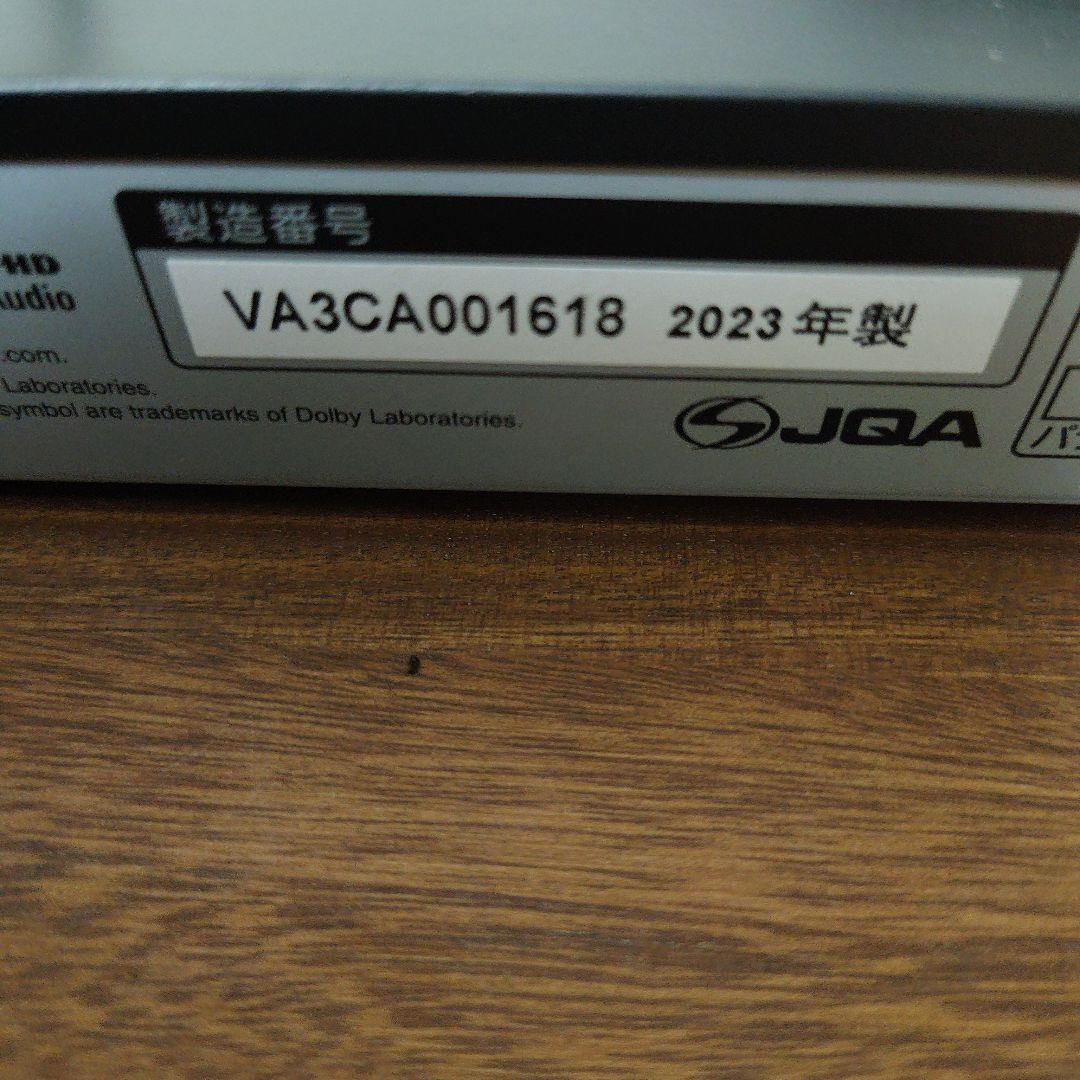 製造番号
VA3CA001618 2023年製
HD
Audio
.com.
Laboratories.
symbol are trademarks of Dolby Laboratories.
JQA